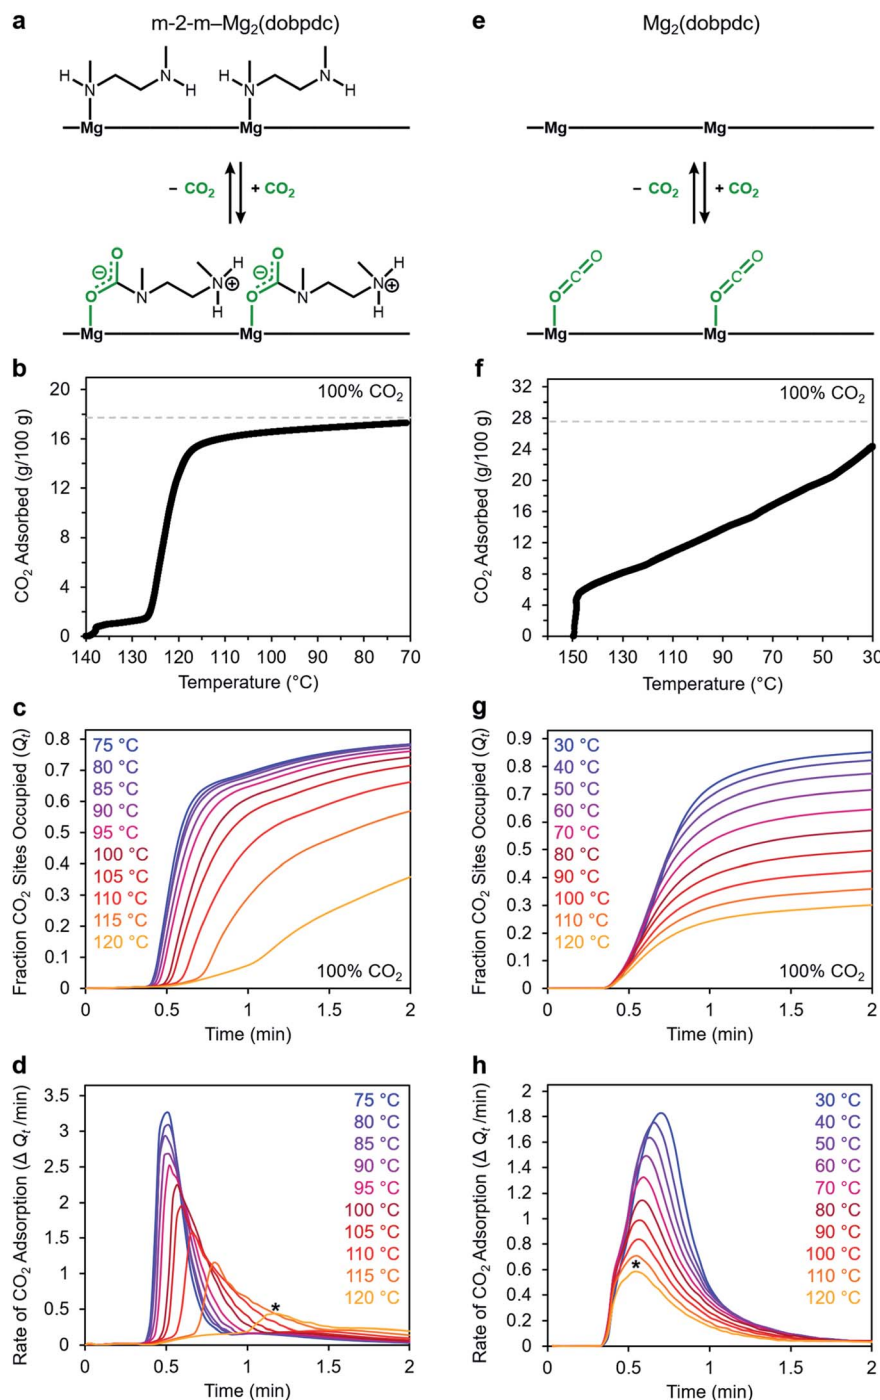 a
m-2-m–Mg₂(dobpdc)
H N N H
H N N H
Mg Mg
– CO₂ + CO₂
O O
⊖ ⊖
O N N H ⊕ H
O N N H ⊕ H
Mg Mg
b
100% CO₂
CO₂ Adsorbed (g/100 g)
20
16
12
8
4
0
140 130 120 110 100 90 80 70
Temperature (°C)
c
Fraction CO₂ Sites Occupied (Qt)
0.8
0.7
0.6
0.5
0.4
0.3
0.2
0.1
0
75 °C
80 °C
85 °C
90 °C
95 °C
100 °C
105 °C
110 °C
115 °C
120 °C
100% CO₂
0 0.5 1 1.5 2
Time (min)
d
Rate of CO₂ Adsorption (Δ Qt /min)
3.5
3
2.5
2
1.5
1
0.5
0
75 °C
80 °C
85 °C
90 °C
95 °C
100 °C
105 °C
110 °C
115 °C
120 °C
*
0 0.5 1 1.5 2
Time (min)
e
Mg₂(dobpdc)
Mg Mg
– CO₂ + CO₂
O C O
O C O
Mg Mg
f
100% CO₂
CO₂ Adsorbed (g/100 g)
32
28
24
20
16
12
8
4
0
150 130 110 90 70 50 30
Temperature (°C)
g
Fraction CO₂ Sites Occupied (Qt)
0.9
0.8
0.7
0.6
0.5
0.4
0.3
0.2
0.1
0
30 °C
40 °C
50 °C
60 °C
70 °C
80 °C
90 °C
100 °C
110 °C
120 °C
100% CO₂
0 0.5 1 1.5 2
Time (min)
h
Rate of CO₂ Adsorption (Δ Qt /min)
2
1.8
1.6
1.4
1.2
1
0.8
0.6
0.4
0.2
0
30 °C
40 °C
50 °C
60 °C
70 °C
80 °C
90 °C
100 °C
110 °C
120 °C
*
0 0.5 1 1.5 2
Time (min)